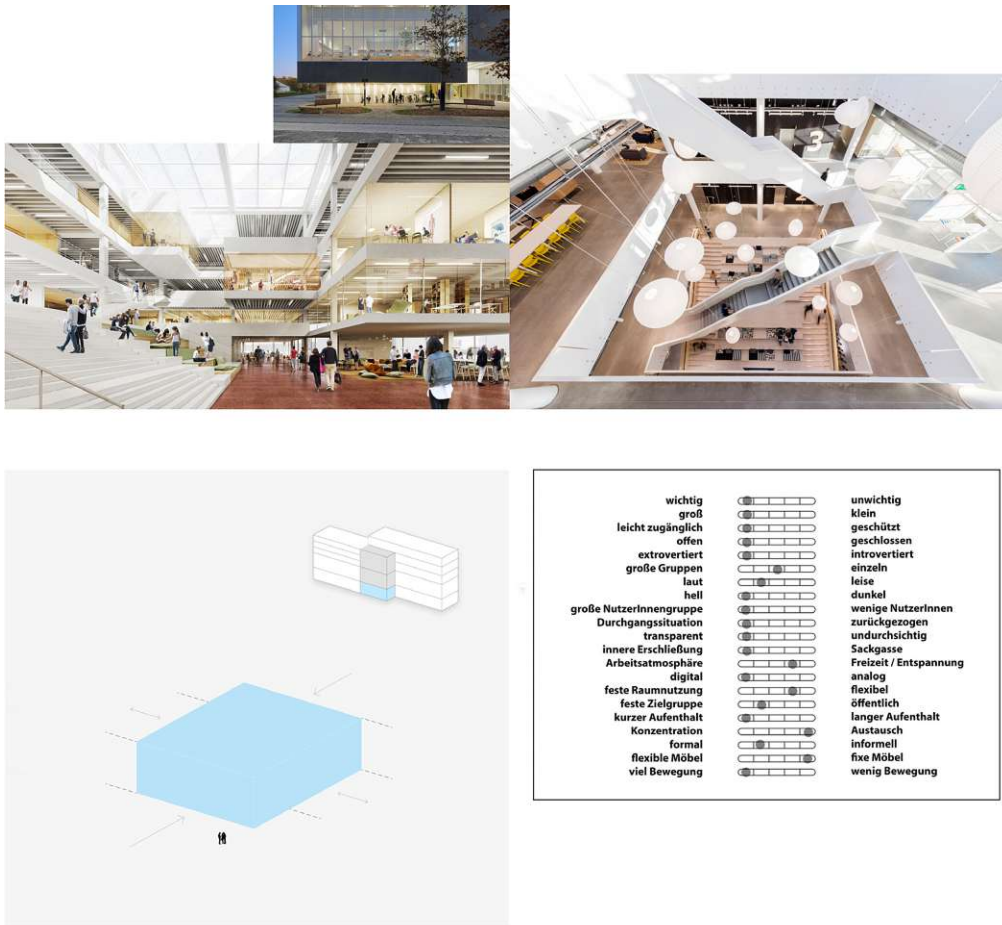 3
wichtig unwichtig
groß klein
leicht zugänglich geschützt
offen geschlossen
extrovertiert introvertiert
große Gruppen einzeln
laut leise
hell dunkel
große NutzerInnengruppe wenige NutzerInnen
Durchgangssituation zurückgezogen
transparent undurchsichtig
innere Erschließung Sackgasse
Arbeitsatmosphäre Freizeit / Entspannung
digital analog
feste Raumnutzung flexibel
feste Zielgruppe öffentlich
kurzer Aufenthalt langer Aufenthalt
Konzentration Austausch
formal informell
flexible Möbel fixe Möbel
viel Bewegung wenig Bewegung